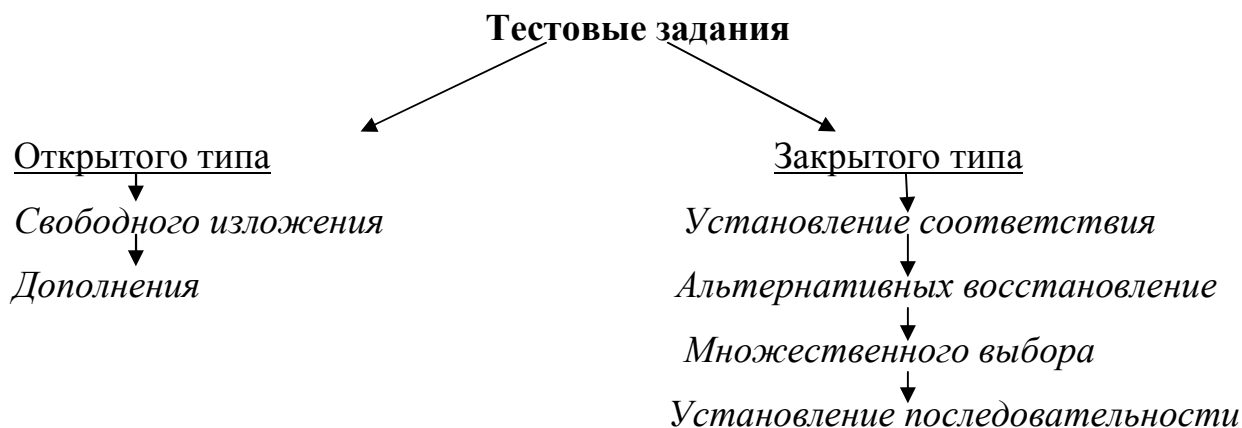 Тестовые задания
Открытого типа
Закрытого типа
Свободного изложения
Установление соответствия
Дополнения
Альтернативных восстановление
Множественного выбора
Установление последовательности